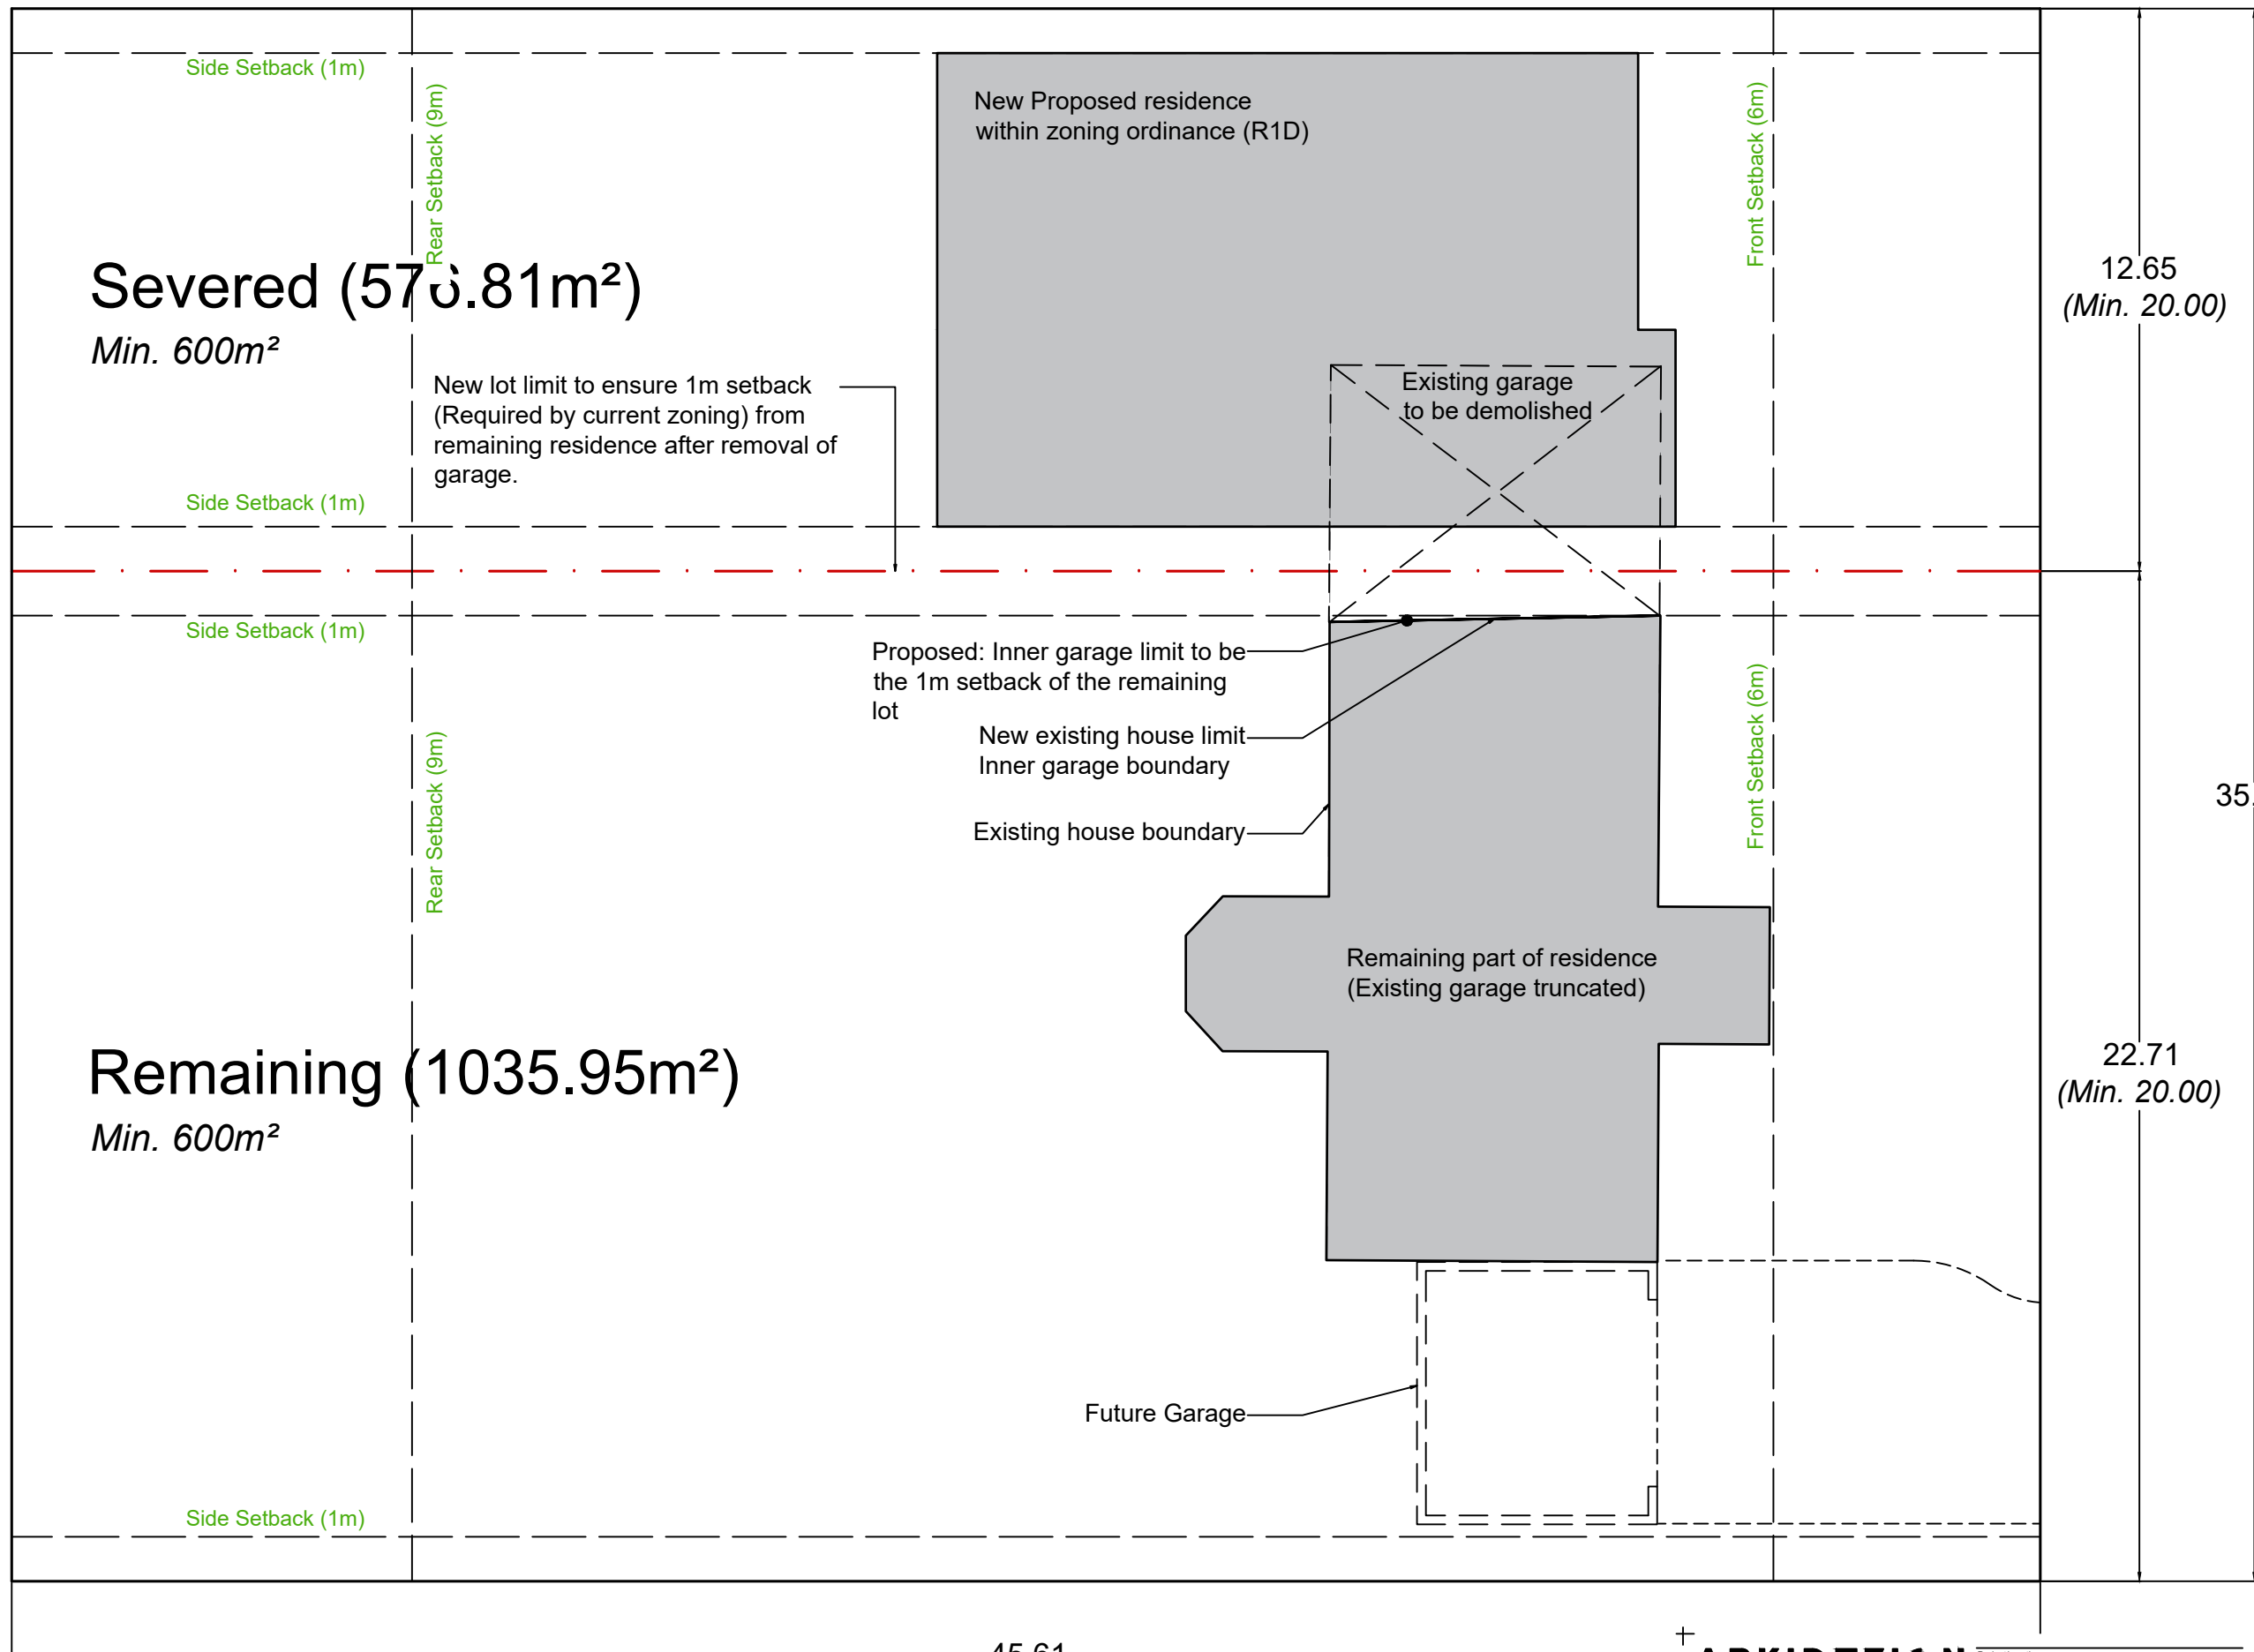 Side Setback (1m)
Rear Setback (9m)
New Proposed residence
within zoning ordinance (R1D)
Front Setback (6m)
Severed (576.81m²)
Min. 600m²
12.65
(Min. 20.00)
New lot limit to ensure 1m setback
(Required by current zoning) from
remaining residence after removal of
garage.
Existing garage
to be demolished
Side Setback (1m)
Side Setback (1m)
Proposed: Inner garage limit to be
the 1m setback of the remaining
lot
New existing house limit
Inner garage boundary
Existing house boundary
Rear Setback (9m)
Front Setback (6m)
35.
Remaining part of residence
(Existing garage truncated)
Remaining (1035.95m²)
Min. 600m²
22.71
(Min. 20.00)
Future Garage
Side Setback (1m)
45.61